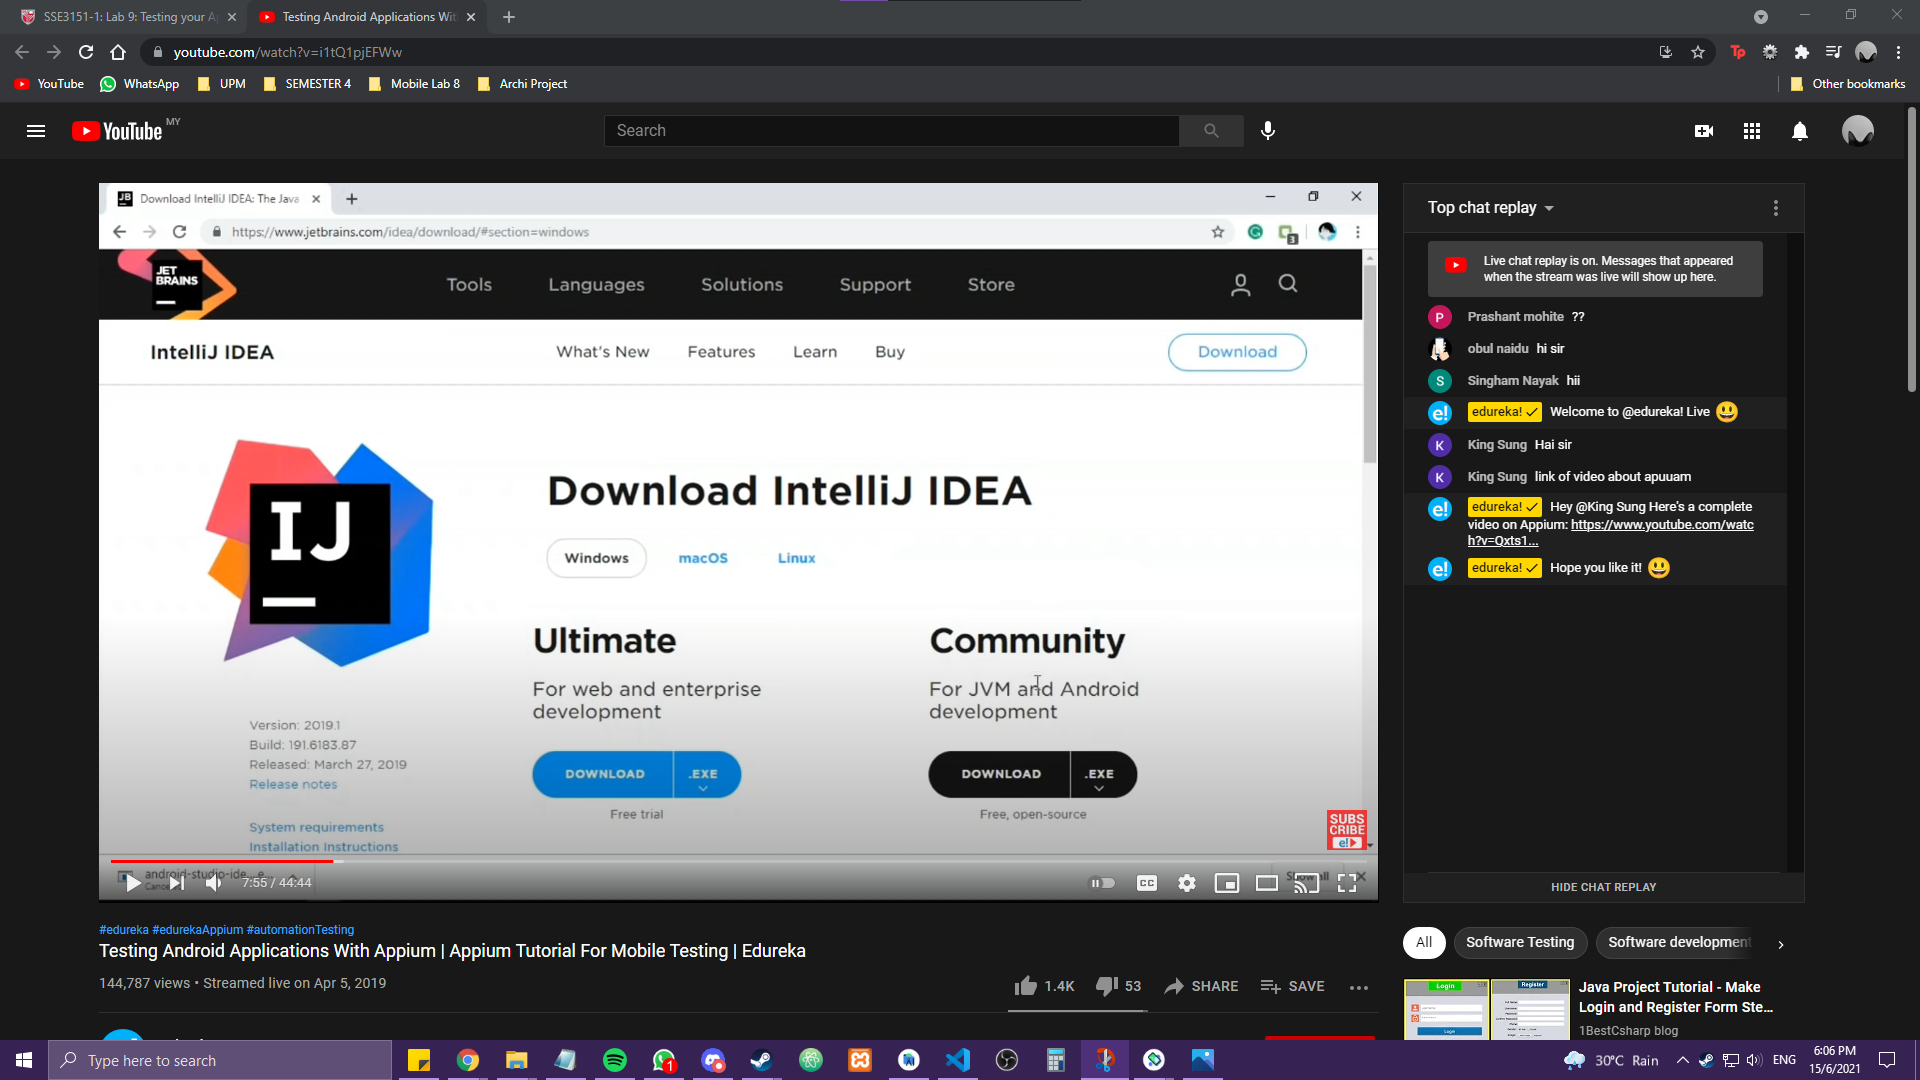 SSE3151-1: Lab 9: Testing your A
Testing Android Applications Wit
youtube.com/watch?v=i1tQ1pjEFWw
YouTube
WhatsApp
UPM
SEMESTER 4
Mobile Lab 8
Archi Project
Other bookmarks
YouTube MY
Search
Download IntelliJ IDEA: The Java
https://www.jetbrains.com/idea/download/#section=windows
JET
BRAINS
Tools
Languages
Solutions
Support
Store
IntelliJ IDEA
What's New
Features
Learn
Buy
Download
IJ
Download IntelliJ IDEA
Windows
macOS
Linux
Ultimate
For web and enterprise
development
DOWNLOAD
.EXE
Free trial
Community
For JVM and Android
development
DOWNLOAD
.EXE
Free, open-source
Version: 2019.1
Build: 191.6183.87
Released: March 27, 2019
Release notes
System requirements
Installation Instructions
SUBS
CRIBE
e!
android-studio-ide...e...
7:55 / 44:44
CC
Show all
Top chat replay
Live chat replay is on. Messages that appeared
when the stream was live will show up here.
P Prashant mohite ??
obul naidu hi sir
S Singham Nayak hii
e! edureka! Welcome to @edureka! Live
K King Sung Hai sir
K King Sung link of video about apuuam
e! edureka! Hey @King Sung Here's a complete
video on Appium: https://www.youtube.com/watc
h?v=Qxts1...
e! edureka! Hope you like it!
HIDE CHAT REPLAY
#edureka #edurekaAppium #automationTesting
Testing Android Applications With Appium | Appium Tutorial For Mobile Testing | Edureka
144,787 views • Streamed live on Apr 5, 2019
1.4K
53
SHARE
SAVE
All
Software Testing
Software development
Login
Register
Java Project Tutorial - Make
Login and Register Form Ste...
1BestCsharp blog
Type here to search
1
30°C Rain
ENG
6:06 PM
15/6/2021